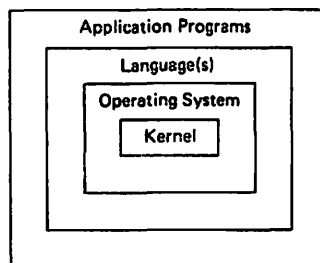 Application Programs
Language(s)
Operating System
Kernel